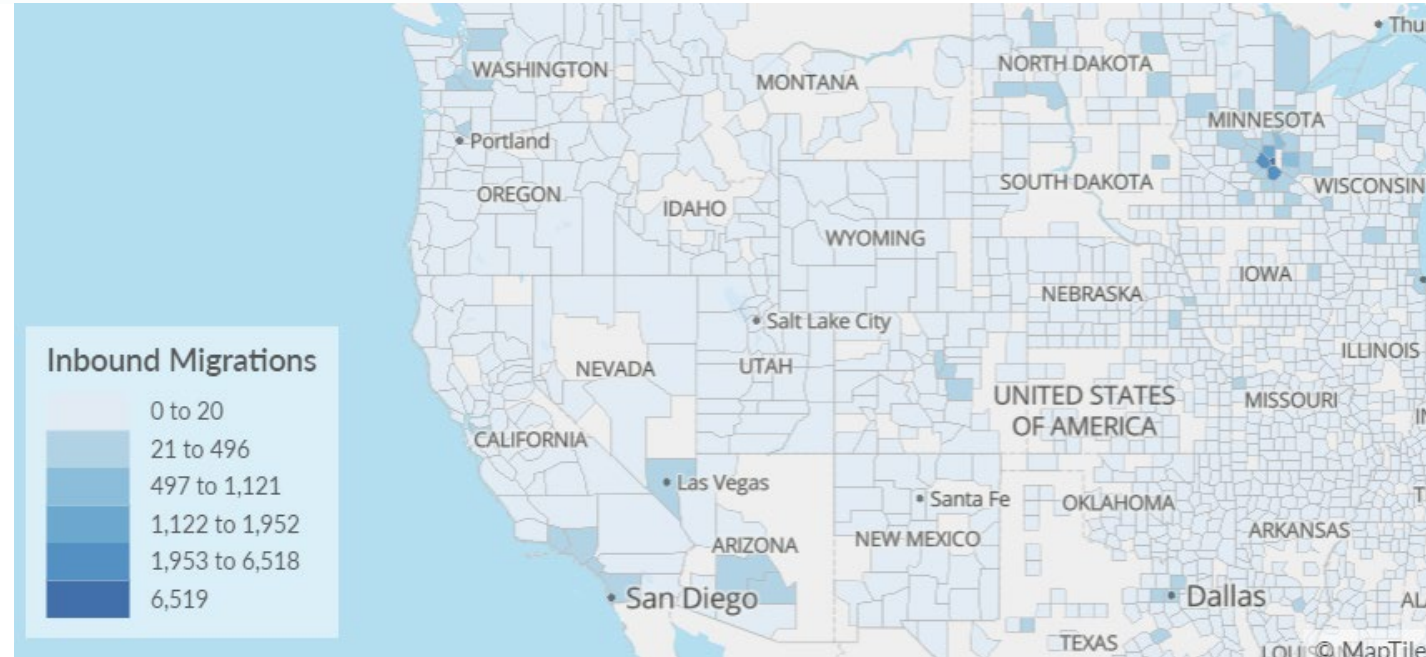 Thu
WASHINGTON
MONTANA
NORTH DAKOTA
MINNESOTA
Portland
OREGON
IDAHO
SOUTH DAKOTA
WISCONSIN
WYOMING
IOWA
NEBRASKA
Salt Lake City
NEVADA
UTAH
ILLINOIS
UNITED STATES
OF AMERICA
MISSOURI
CALIFORNIA
Las Vegas
Santa Fe
OKLAHOMA
ARKANSAS
ARIZONA
NEW MEXICO
San Diego
Dallas
TEXAS
© MapTile
Inbound Migrations
0 to 20
21 to 496
497 to 1,121
1,122 to 1,952
1,953 to 6,518
6,519